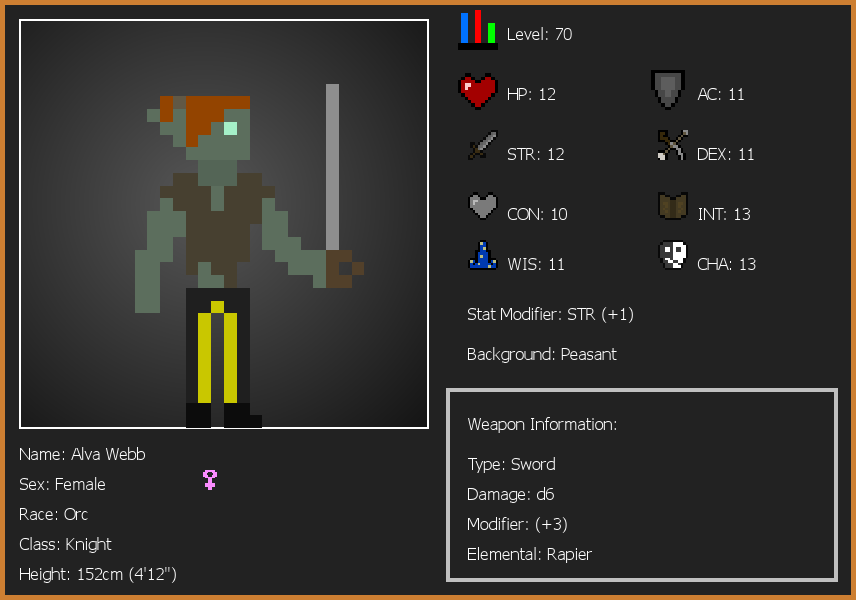 Level: 70
HP: 12
AC: 11
STR: 12
DEX: 11
CON: 10
INT: 13
WIS: 11
CHA: 13
Stat Modifier: STR (+1)
Background: Peasant
Weapon Information:
Type: Sword
Damage: d6
Modifier: (+3)
Elemental: Rapier
Name: Alva Webb
Sex: Female
Race: Orc
Class: Knight
Height: 152cm (4'12")